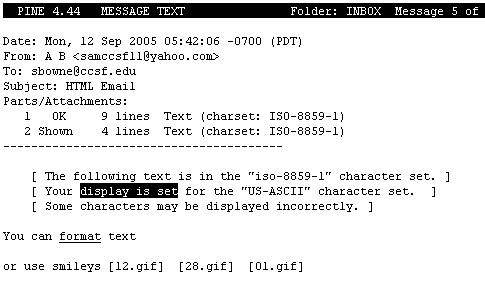 PINE 4.44 MESSAGE TEXT Folder: INBOX Message 5 of
Date: Mon, 12 Sep 2005 05:42:06 -0700 (PDT)
From: A B <samccsf11@yahoo.com>
To: sbowne@ccsf.edu
Subject: HTML Email
Parts/Attachments:
1 OK 9 lines Text (charset: ISO-8859-1)
2 Shown 4 lines Text (charset: ISO-8859-1)
----------------------------------------
[ The following text is in the "iso-8859-1" character set. ]
[ Your display is set for the "US-ASCII" character set. ]
[ Some characters may be displayed incorrectly. ]
You can format text
or use smileys [12.gif] [28.gif] [01.gif]